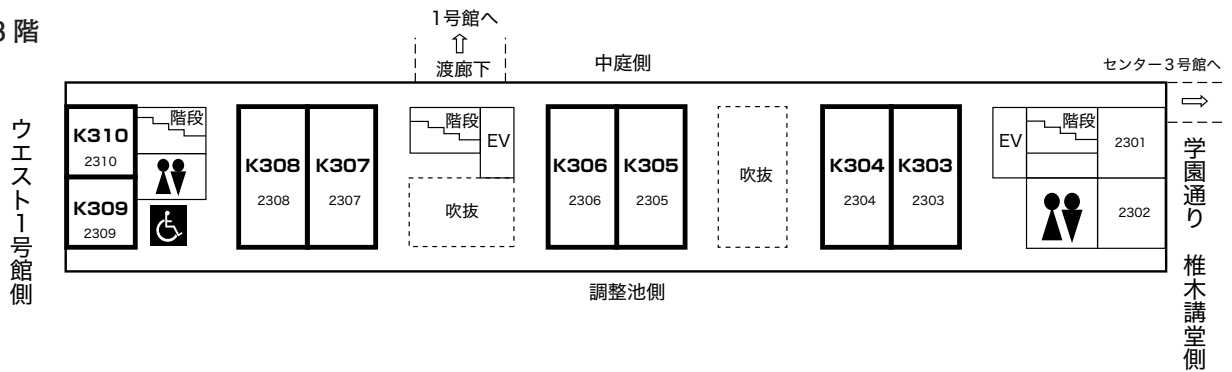 3 階
1号館へ
⇧
渡廊下
中庭側
センター3号館へ
⇨
ウエスト1号館側
K310
2310
K309
2309
階段
K308
2308
K307
2307
階段
EV
吹抜
K306
2306
K305
2305
吹抜
K304
2304
K303
2303
EV
階段
2301
2302
学園通り 椎木講堂側
調整池側